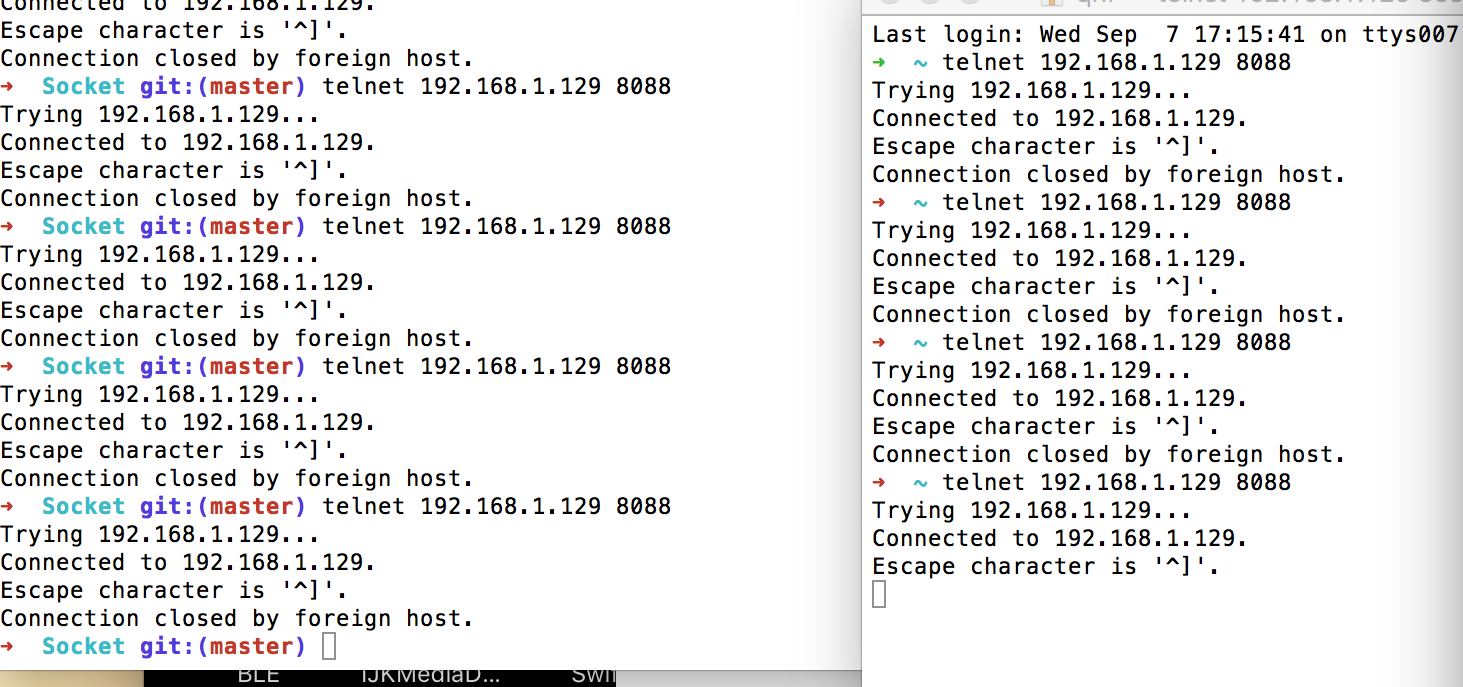 Connected to 192.168.1.129.
Escape character is '^]'.
Connection closed by foreign host.
➜  Socket git:(master) telnet 192.168.1.129 8088
Trying 192.168.1.129...
Connected to 192.168.1.129.
Escape character is '^]'.
Connection closed by foreign host.
➜  Socket git:(master) telnet 192.168.1.129 8088
Trying 192.168.1.129...
Connected to 192.168.1.129.
Escape character is '^]'.
Connection closed by foreign host.
➜  Socket git:(master) telnet 192.168.1.129 8088
Trying 192.168.1.129...
Connected to 192.168.1.129.
Escape character is '^]'.
Connection closed by foreign host.
➜  Socket git:(master) telnet 192.168.1.129 8088
Trying 192.168.1.129...
Connected to 192.168.1.129.
Escape character is '^]'.
Connection closed by foreign host.
➜  Socket git:(master)
BLE IJKMediaD...
Last login: Wed Sep  7 17:15:41 on ttys007
➜  ~ telnet 192.168.1.129 8088
Trying 192.168.1.129...
Connected to 192.168.1.129.
Escape character is '^]'.
Connection closed by foreign host.
➜  ~ telnet 192.168.1.129 8088
Trying 192.168.1.129...
Connected to 192.168.1.129.
Escape character is '^]'.
Connection closed by foreign host.
➜  ~ telnet 192.168.1.129 8088
Trying 192.168.1.129...
Connected to 192.168.1.129.
Escape character is '^]'.
Connection closed by foreign host.
➜  ~ telnet 192.168.1.129 8088
Trying 192.168.1.129...
Connected to 192.168.1.129.
Escape character is '^]'.